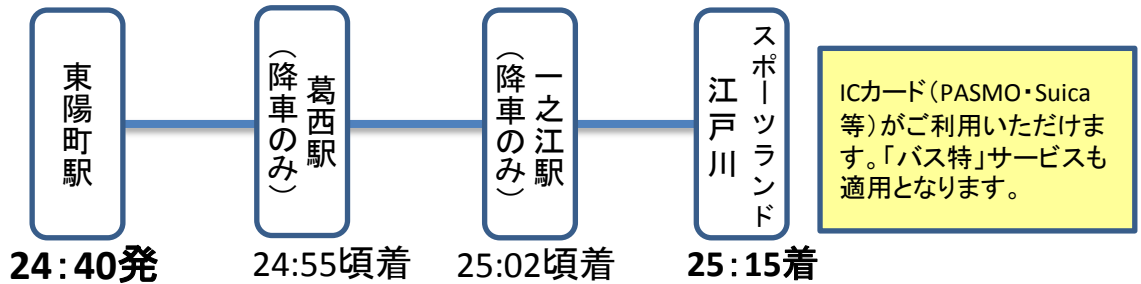 東陽町駅
葛西駅
(降車のみ)
一之江駅
(降車のみ)
スポーツランド
江戸川
ICカード(PASMO・Suica
等)がご利用いただけま
す。「バス特」サービスも
適用となります。
24:40発
24:55頃着
25:02頃着
25:15着